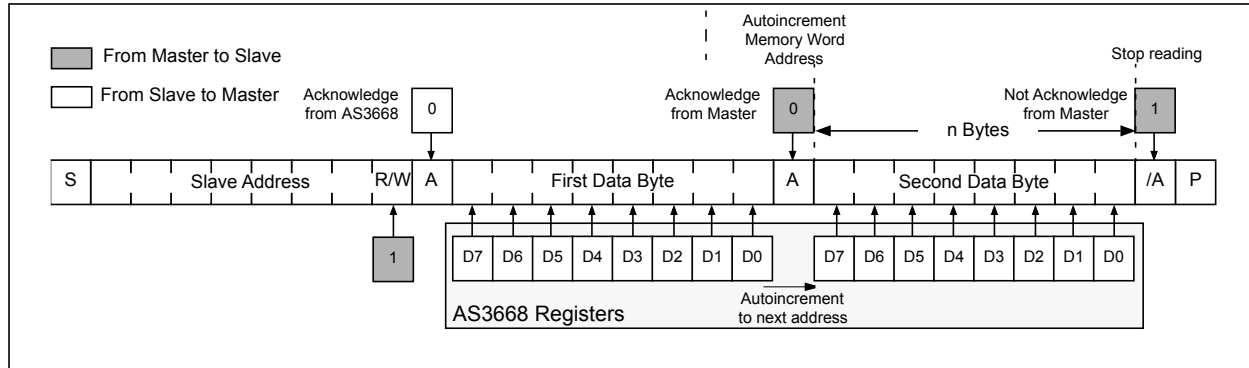 Autoincrement
Memory Word
Address
From Master to Slave
From Slave to Master
Stop reading
Acknowledge
from AS3668
0
Acknowledge
from Master
0
Not Acknowledge
from Master
1
n Bytes
S Slave Address R/W A First Data Byte A Second Data Byte /A P
1
D7 D6 D5 D4 D3 D2 D1 D0
D7 D6 D5 D4 D3 D2 D1 D0
AS3668 Registers
Autoincrement
to next address